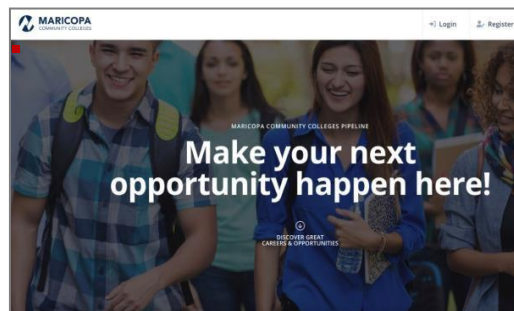 MARICOPA
COMMUNITY COLLEGES
Login
Register
MARICOPA COMMUNITY COLLEGES PIPELINE
Make your next
opportunity happen here!
DISCOVER GREAT
CAREERS & OPPORTUNITIES